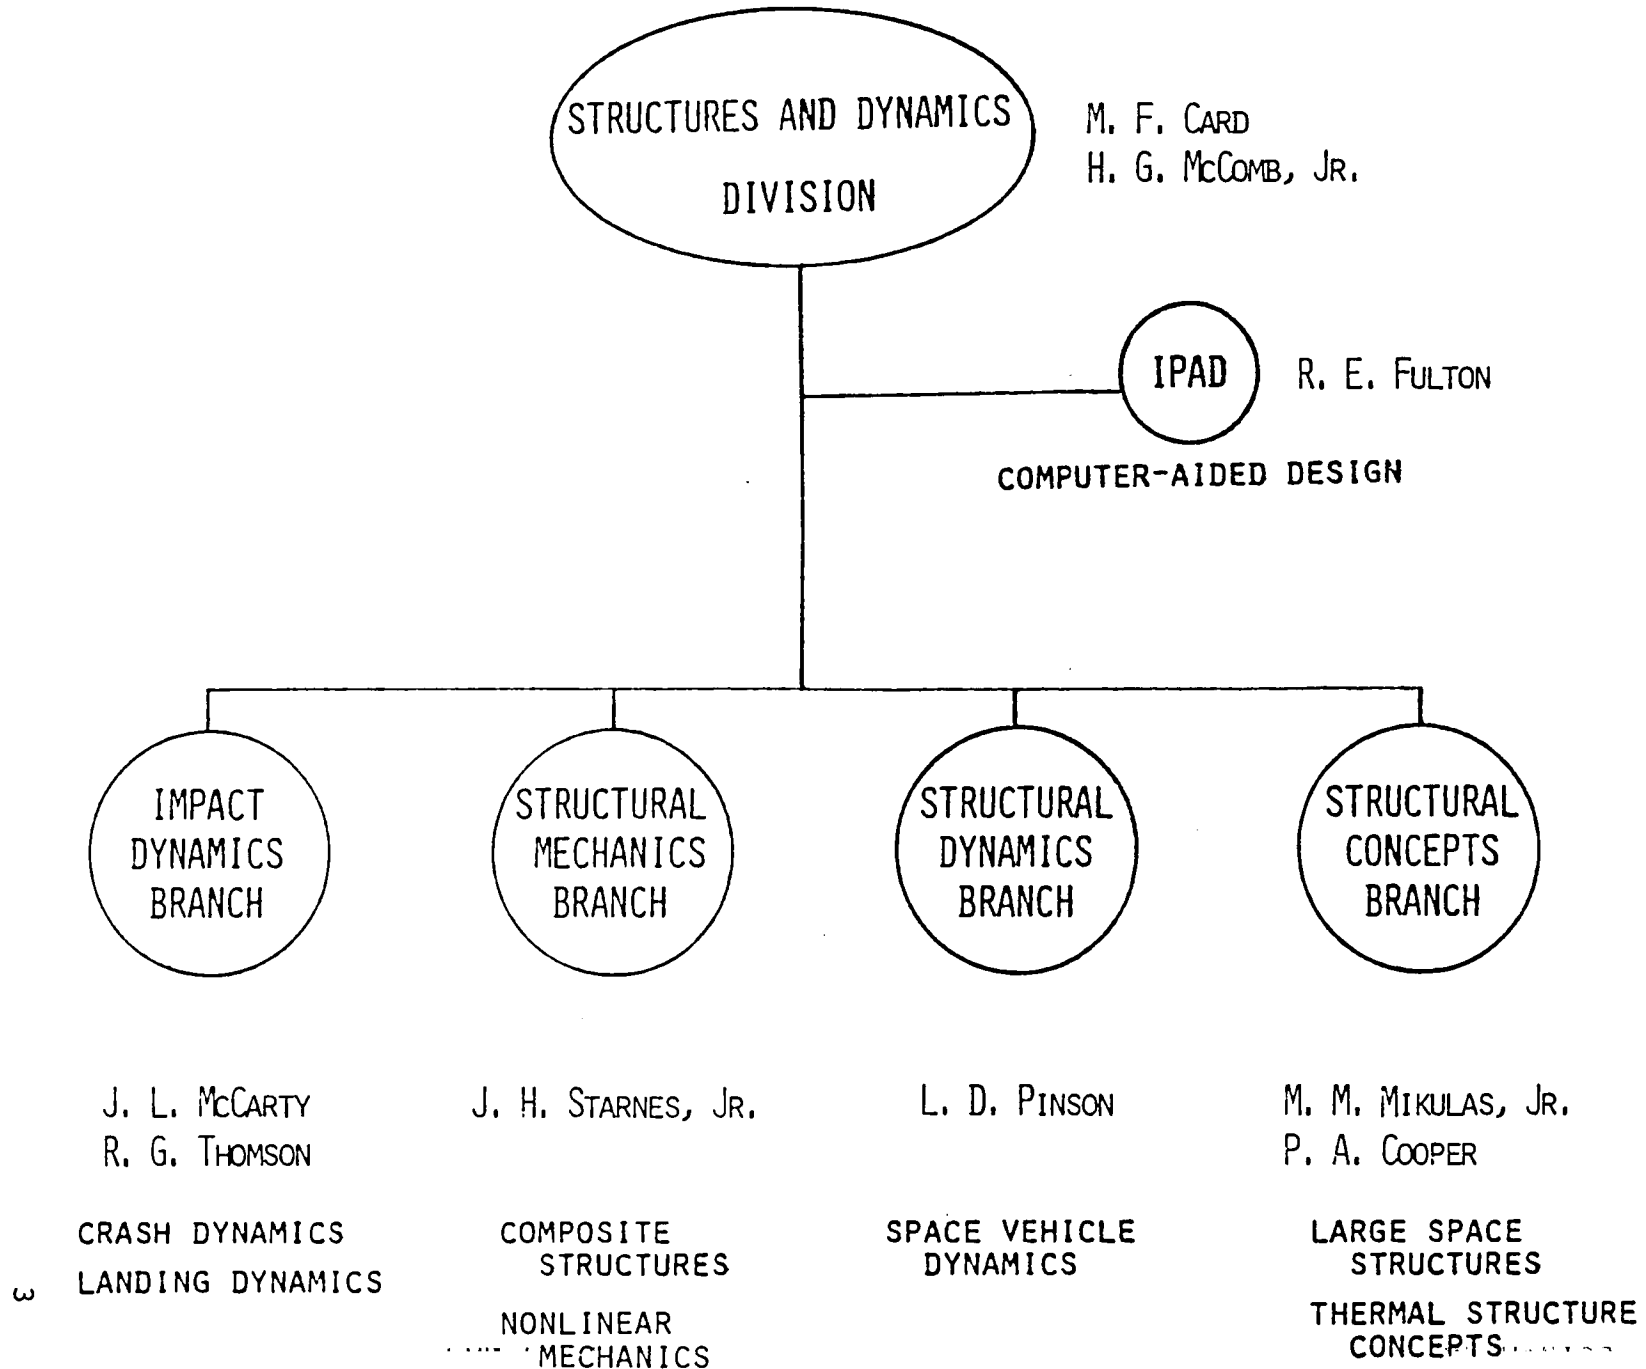 STRUCTURES AND DYNAMICS
DIVISION
M. F. CARD
H. G. McCOMB, JR.
IPAD
R. E. FULTON
COMPUTER-AIDED DESIGN
IMPACT
DYNAMICS
BRANCH
STRUCTURAL
MECHANICS
BRANCH
STRUCTURAL
DYNAMICS
BRANCH
STRUCTURAL
CONCEPTS
BRANCH
J. L. McCARTY
R. G. THOMSON
J. H. STARNES, JR.
L. D. PINSON
M. M. MIKULAS, JR.
P. A. COOPER
CRASH DYNAMICS
LANDING DYNAMICS
COMPOSITE
STRUCTURES
NONLINEAR
MECHANICS
SPACE VEHICLE
DYNAMICS
LARGE SPACE
STRUCTURES
THERMAL STRUCTURE
CONCEPTS
3